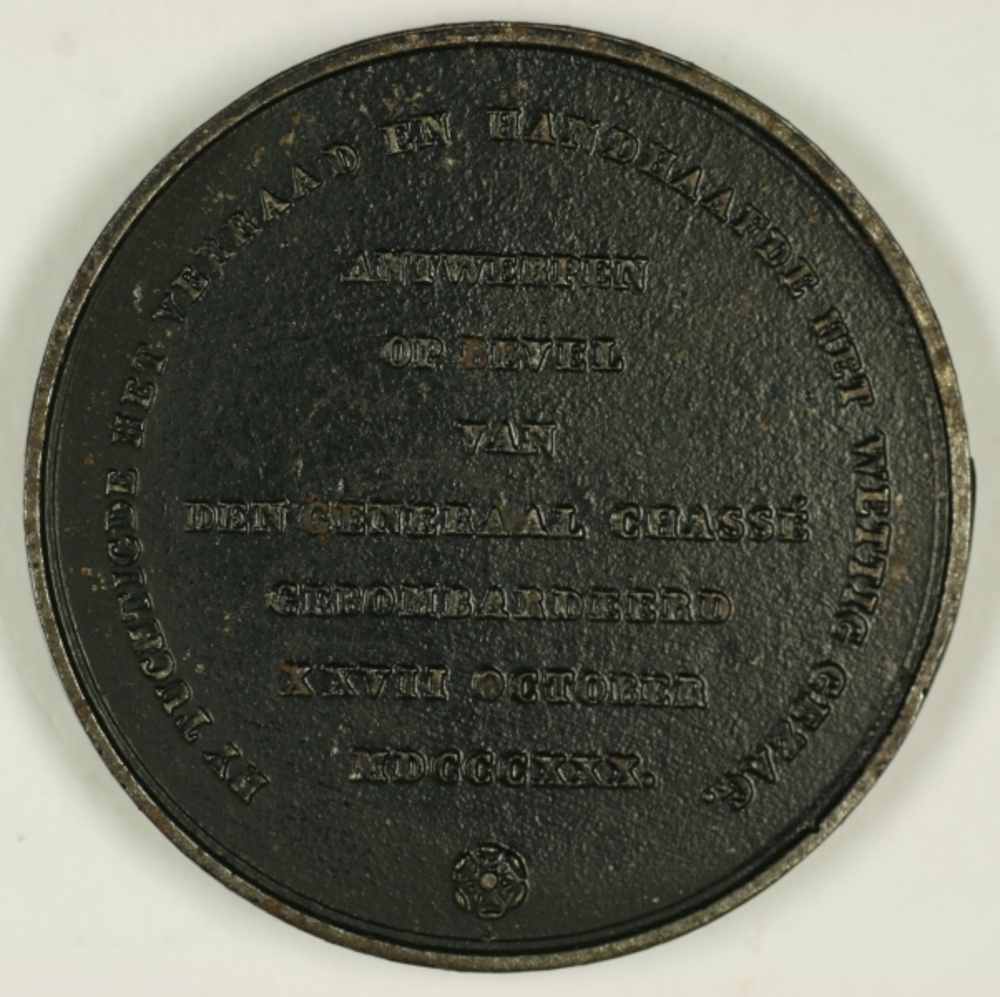 HY TUCHTIGDE HET VERRAAD EN HANDHAAFDE HET WETTIG GEZAG.
ANTWERPEN
OP BEVEL
VAN
DEN GENERAAL CHASSÉ
GEBOMBARDEERD
XXVII OCTOBER
MDCCCXXX.